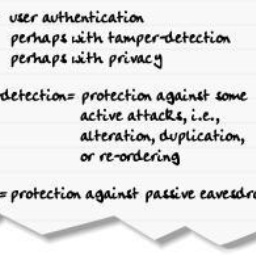 user authentication
perhaps with tamper-detection
perhaps with privacy
detection= protection against some
active attacks, i.e.,
alteration, duplication,
or re-ordering
= protection against passive eavesdro